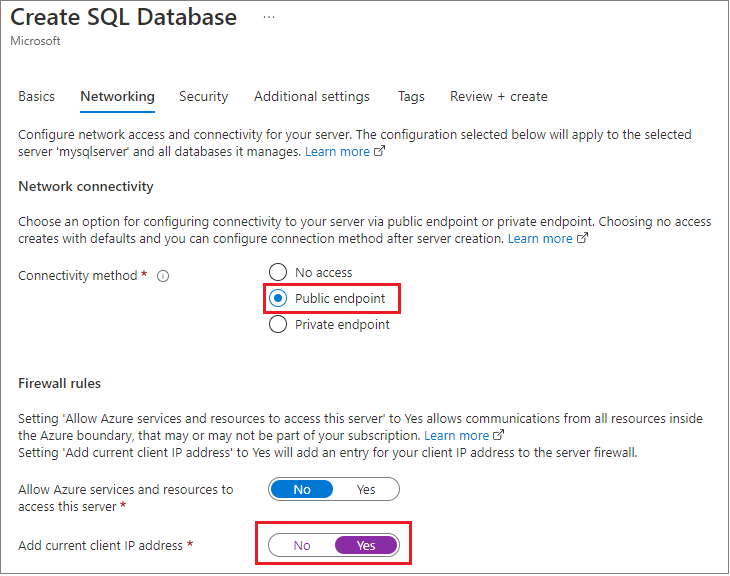 Create SQL Database ...
Microsoft
Basics Networking Security Additional settings Tags Review + create
Configure network access and connectivity for your server. The configuration selected below will apply to the selected
server 'mysqlserver' and all databases it manages. Learn more
Network connectivity
Choose an option for configuring connectivity to your server via public endpoint or private endpoint. Choosing no access
creates with defaults and you can configure connection method after server creation. Learn more
Connectivity method *
No access
Public endpoint
Private endpoint
Firewall rules
Setting 'Allow Azure services and resources to access this server' to Yes allows communications from all resources inside
the Azure boundary, that may or may not be part of your subscription. Learn more
Setting 'Add current client IP address' to Yes will add an entry for your client IP address to the server firewall.
Allow Azure services and resources to
access this server *
No Yes
Add current client IP address *
No Yes